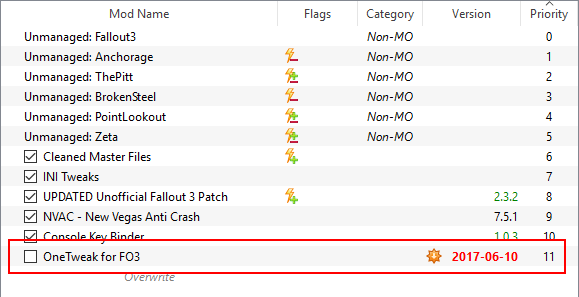 Mod Name Flags Category Version Priority
Unmanaged: Fallout3 Non-MO 0
Unmanaged: Anchorage Non-MO 1
Unmanaged: ThePitt Non-MO 2
Unmanaged: BrokenSteel Non-MO 3
Unmanaged: PointLookout Non-MO 4
Unmanaged: Zeta Non-MO 5
Cleaned Master Files 6
INI Tweaks 7
UPDATED Unofficial Fallout 3 Patch 2.3.2 8
NVAC - New Vegas Anti Crash 7.5.1 9
Console Key Binder 1.0.3 10
OneTweak for FO3 2017-06-10 11
Overwrite